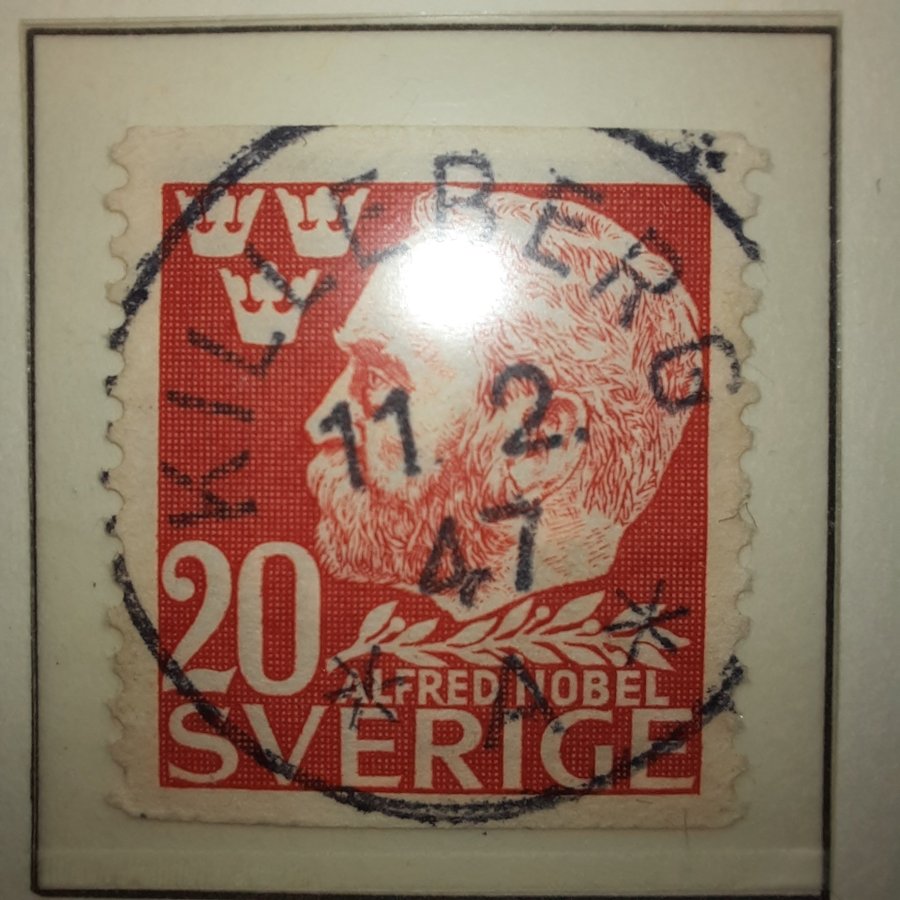 KILLEBERG
11. 2.
47
* A *
20
ALFRED NOBEL
SVERIGE